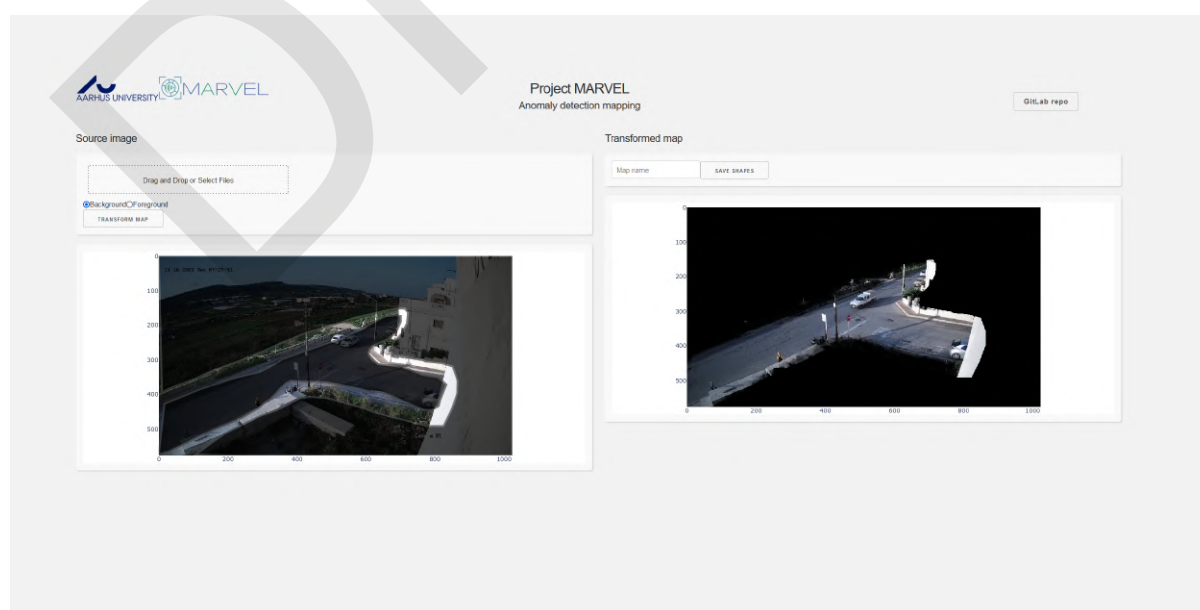 AARHUS UNIVERSITY
MARVEL
Project MARVEL
Anomaly detection mapping
GitLab repo
Source image
Drag and Drop or Select Files
Background Foreground
TRANSFORM MAP
0
100
200
300
400
500
0 200 400 600 800 1000
Transformed map
Map name
SAVE SHAPES
0
100
200
300
400
500
0 200 400 600 800 1000